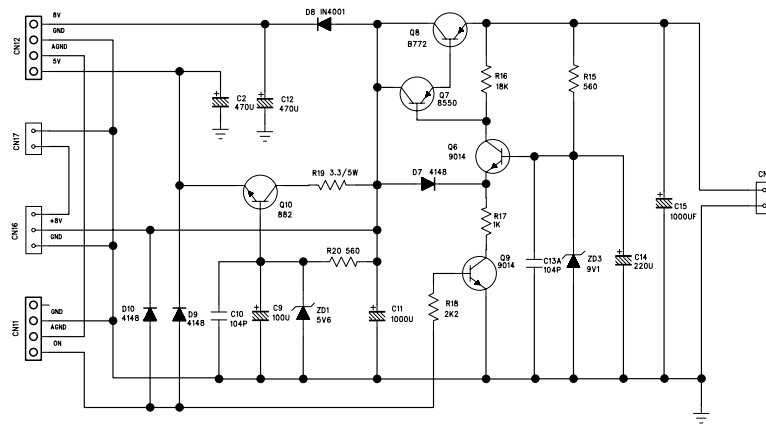 8V
GND
AGND
5V
CN12
D8 IN4001
Q8
B772
Q7
8550
R16
18K
R15
560
C2
470U
C12
470U
CN17
Q6
9014
R19 3.3/5W
D7 4148
Q10
882
R17
1K
C15
1000UF
CN
+8V
GND
CN16
R20 560
Q9
9014
C13A
104P
ZD3
9V1
C14
220U
GND
AGND
ON
CN11
D10
4148
D9
4148
C10
104P
C9
100U
ZD1
5V6
C11
1000U
R18
2K2